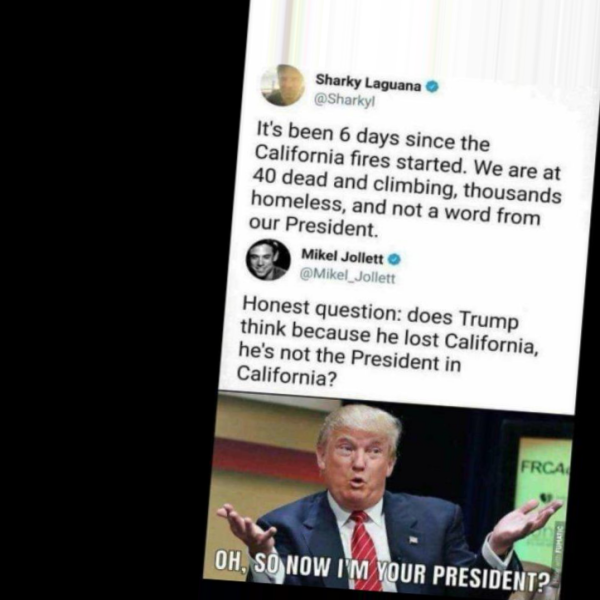 Sharky Laguana
@Sharkyl
It's been 6 days since the
California fires started. We are at
40 dead and climbing, thousands
homeless, and not a word from
our President.
Mikel Jollett
@Mikel_Jollett
Honest question: does Trump
think because he lost California,
he's not the President in
California?
FRCA
OH, SO NOW I'M YOUR PRESIDENT?